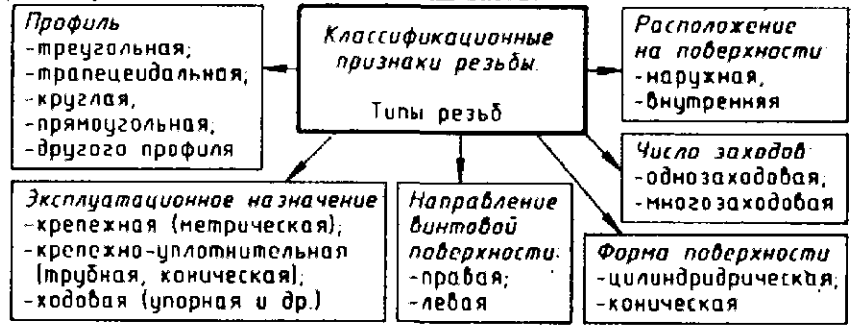 Профиль
-треугольная;
-трапецеидальная;
-круглая,
-прямоугольная;
-другого профиля
Классификационные
признаки резьбы.
Типы резьб
Расположение
на поверхности
-наружная,
-внутренняя
Число заходов
-однозаходовая;
-многозаходовая
Эксплуатационное назначение
-крепежная (метрическая);
-крепежно-уплотнительная
(трубная, коническая);
-ходовая (упорная и др.)
Направление
винтовой
поверхности:
-правая;
-левая
Форма поверхности
-цилиндридрическая;
-коническая